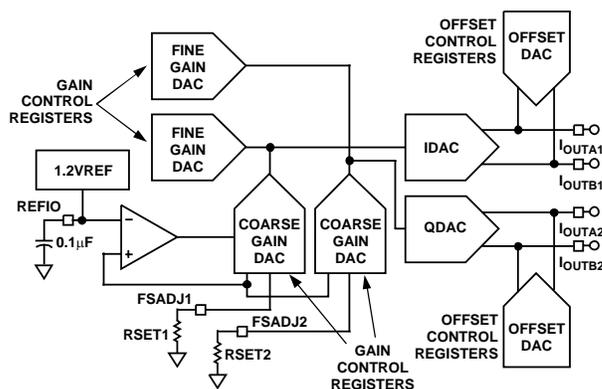 FINE
GAIN
DAC
GAIN
CONTROL
REGISTERS
FINE
GAIN
DAC
OFFSET
CONTROL
REGISTERS
OFFSET
DAC
IDAC
IOUTA1
IOUTB1
1.2VREF
REFIO
0.1µF
−
+
COARSE
GAIN
DAC
COARSE
GAIN
DAC
QDAC
IOUTA2
IOUTB2
FSADJ1
RSET1
FSADJ2
RSET2
GAIN
CONTROL
REGISTERS
OFFSET
CONTROL
REGISTERS
OFFSET
DAC